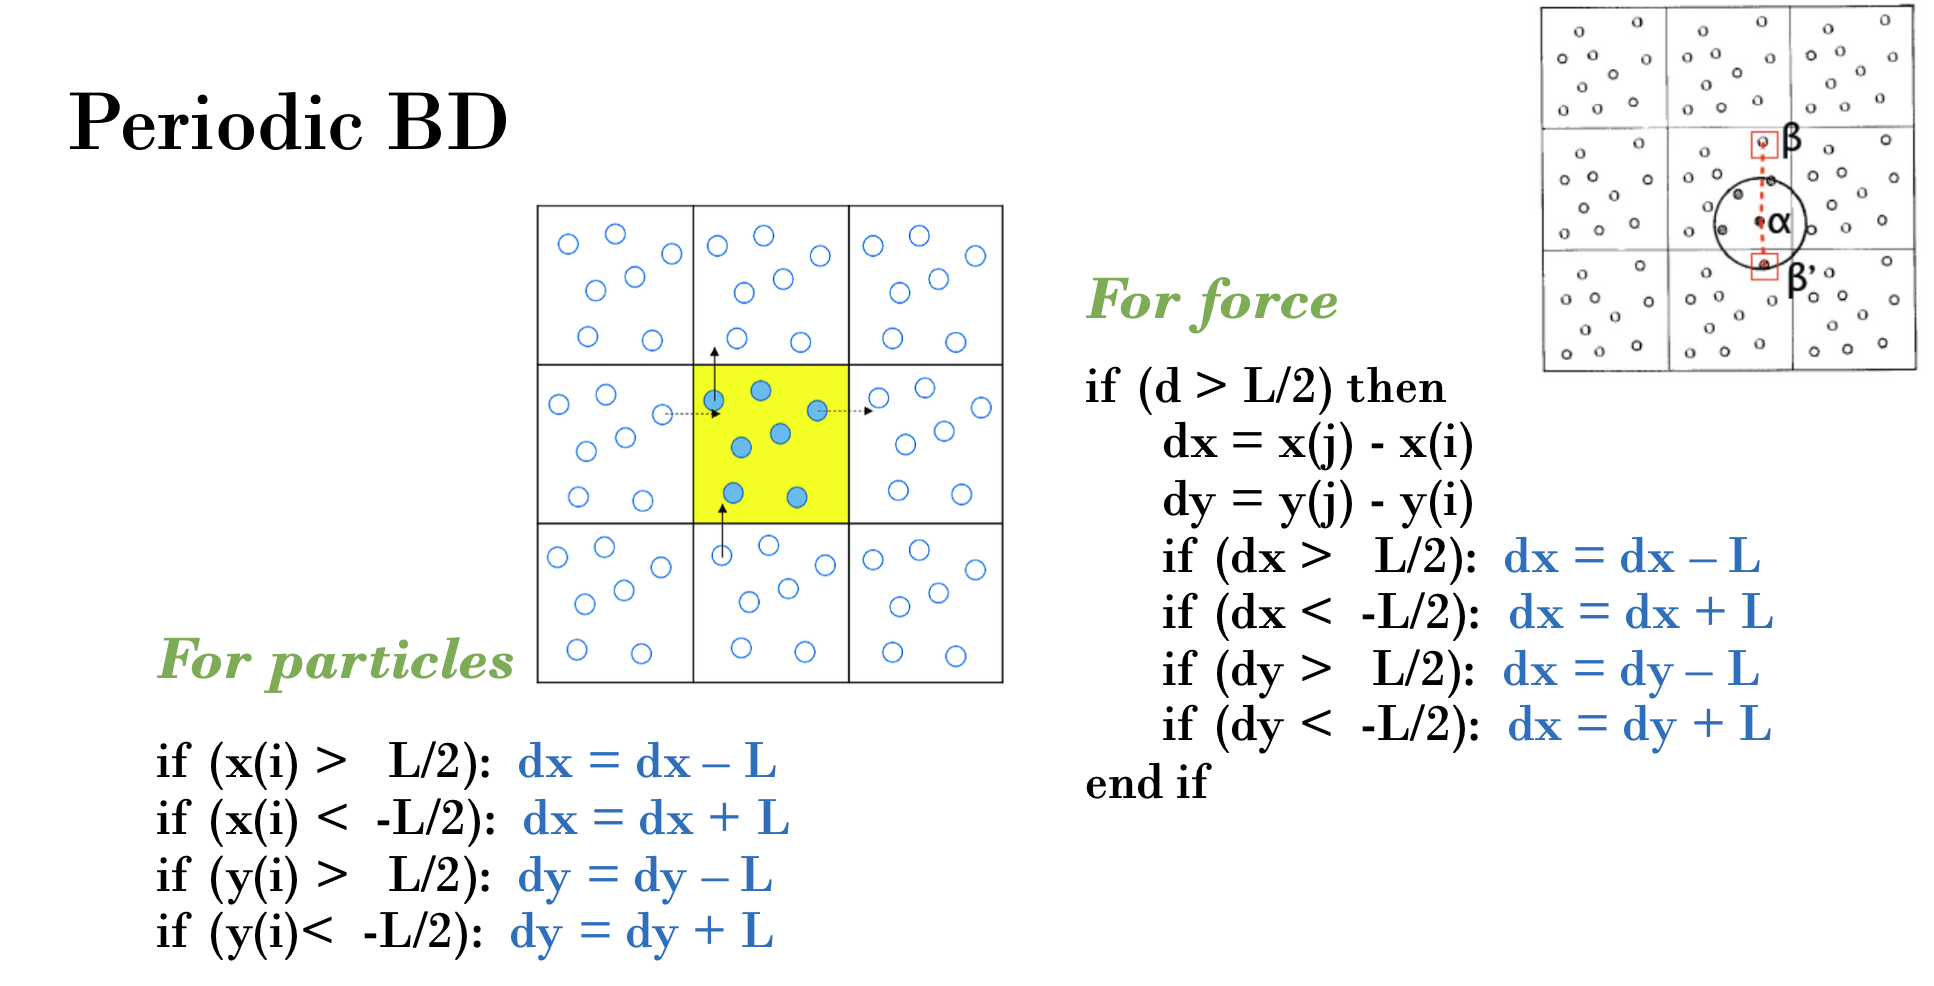 Periodic BD
For particles
if (x(i) > L/2): dx = dx – L
if (x(i) < -L/2): dx = dx + L
if (y(i) > L/2): dy = dy – L
if (y(i)< -L/2): dy = dy + L
For force
if (d > L/2) then
dx = x(j) - x(i)
dy = y(j) - y(i)
if (dx > L/2): dx = dx – L
if (dx < -L/2): dx = dx + L
if (dy > L/2): dx = dy – L
if (dy < -L/2): dx = dy + L
end if
β
α
β’